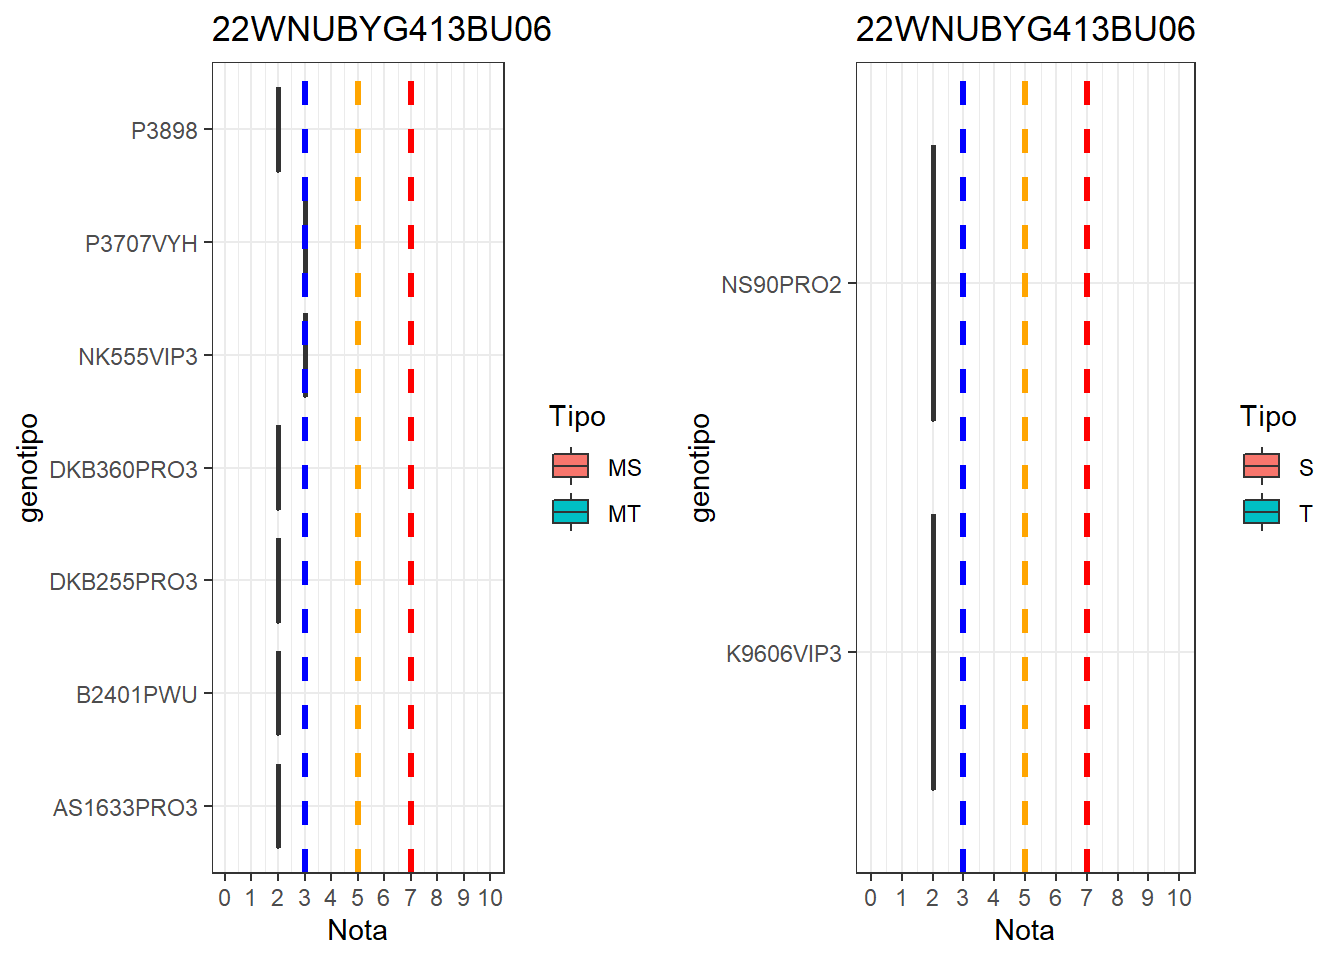 22WNUBYG413BU06
genotipo
P3898
P3707VYH
NK555VIP3
DKB360PRO3
DKB255PRO3
B2401PWU
AS1633PRO3
0 1 2 3 4 5 6 7 8 9 10
Nota
Tipo
MS
MT
22WNUBYG413BU06
genotipo
NS90PRO2
K9606VIP3
0 1 2 3 4 5 6 7 8 9 10
Nota
Tipo
S
T